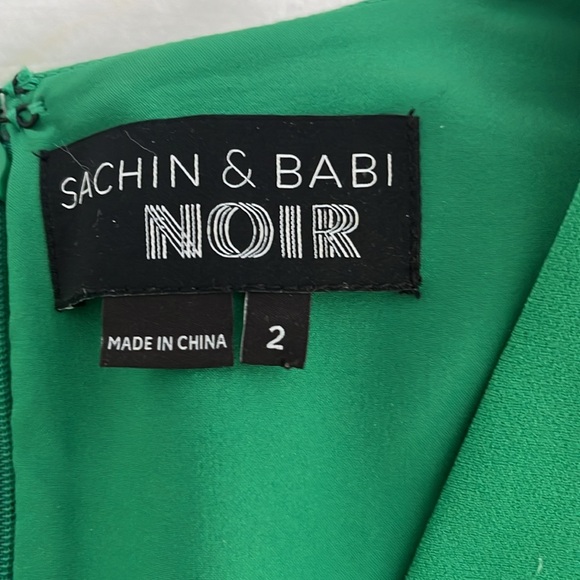 SACHIN & BABI
NOIR
MADE IN CHINA
2